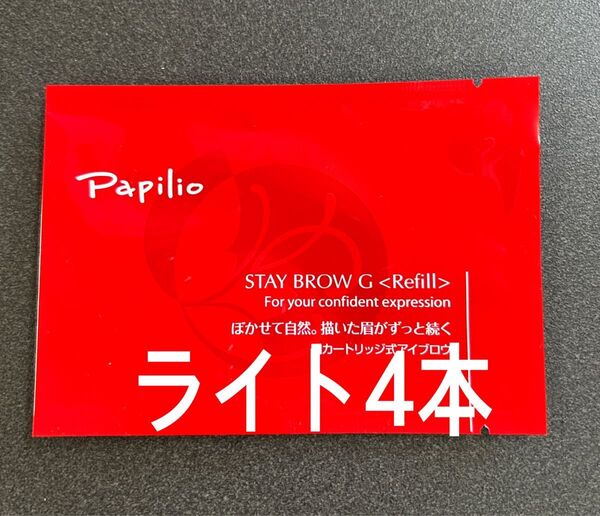 Papilio
STAY BROW G <Refill>
For your confident expression
ぼかせて自然。描いた眉がずっと続く
カートリッジ式アイブロウ
ライト4本